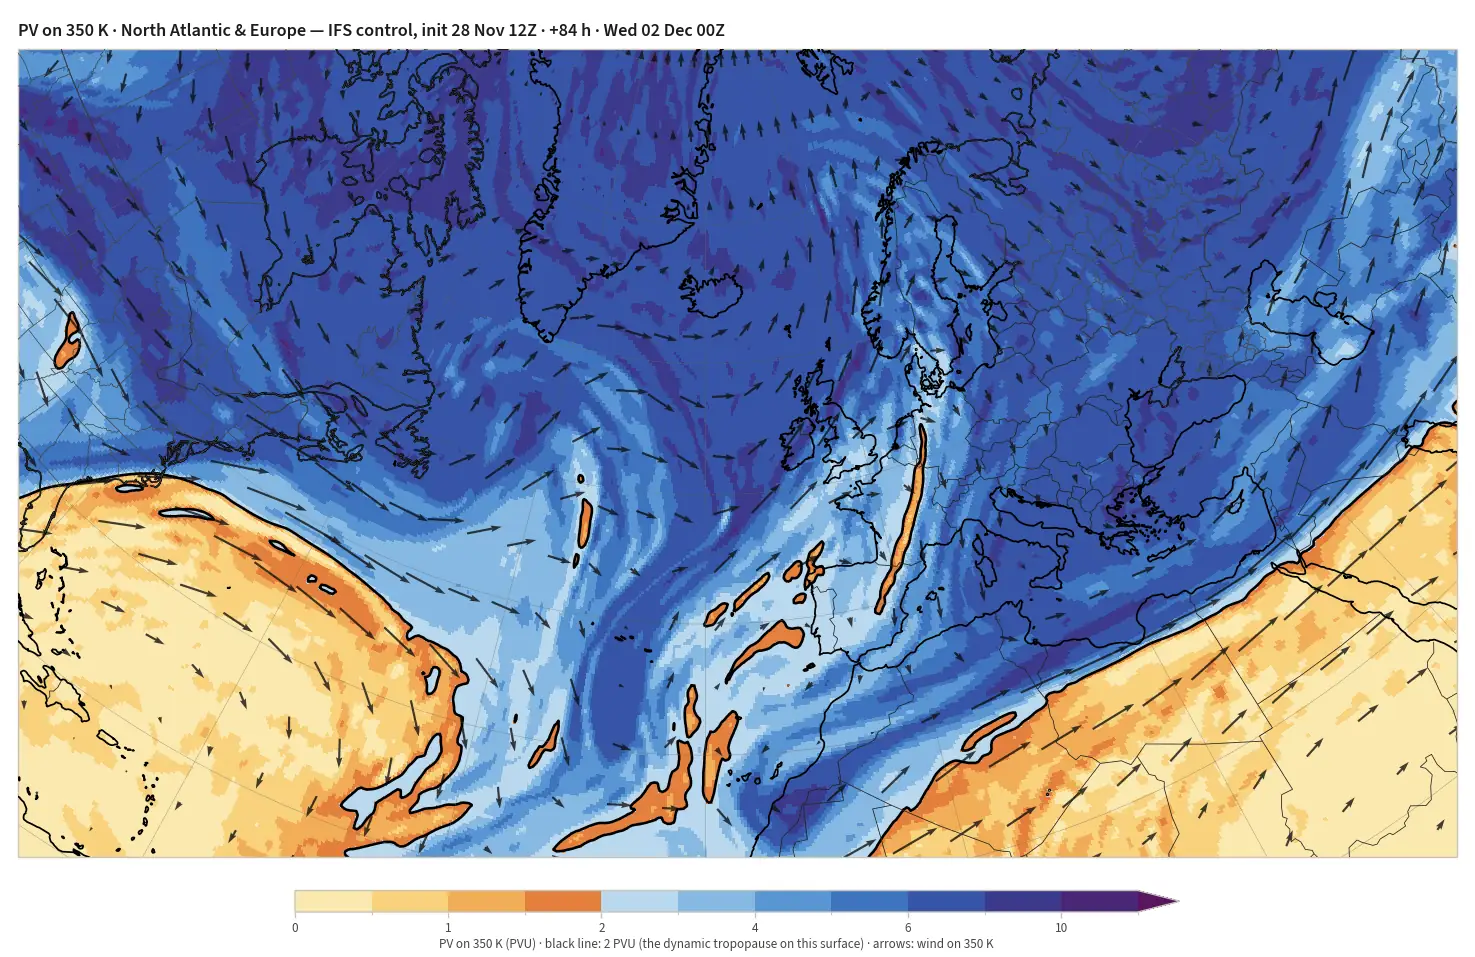 PV on 350 K · North Atlantic & Europe — IFS control, init 28 Nov 12Z · +84 h · Wed 02 Dec 00Z
0 1 2 4 6 10
PV on 350 K (PVU) · black line: 2 PVU (the dynamic tropopause on this surface) · arrows: wind on 350 K